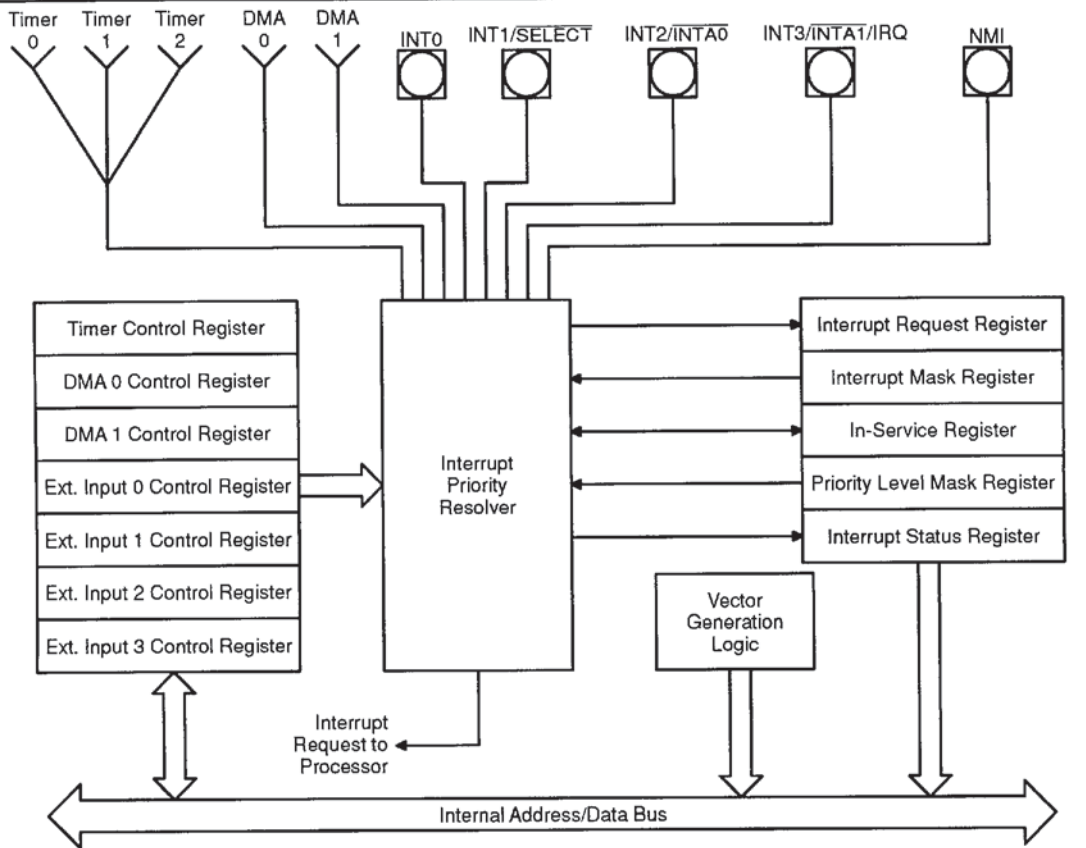 Timer 0
Timer 1
Timer 2
DMA 0
DMA 1
INT0
INT1/S̅E̅L̅E̅C̅T̅
INT2/I̅N̅T̅A̅0̅
INT3/I̅N̅T̅A̅1̅/IRQ
NMI
Timer Control Register
DMA 0 Control Register
DMA 1 Control Register
Ext. Input 0 Control Register
Ext. Input 1 Control Register
Ext. Input 2 Control Register
Ext. Input 3 Control Register
Interrupt
Priority
Resolver
Interrupt Request Register
Interrupt Mask Register
In-Service Register
Priority Level Mask Register
Interrupt Status Register
Vector
Generation
Logic
Interrupt
Request to
Processor
Internal Address/Data Bus